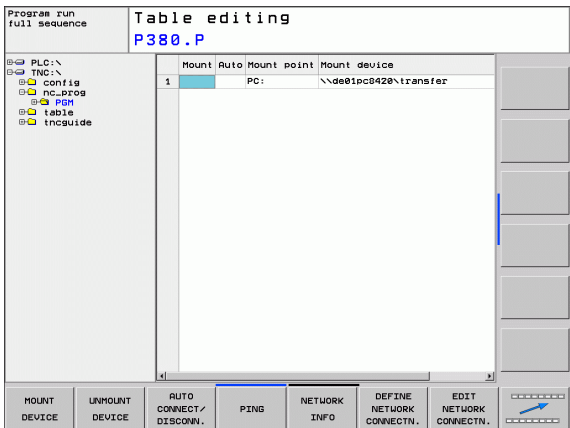 Program run
full sequence
Table editing
P380.P
PLC:\
TNC:\
config
nc_prog
PGM
table
tncguide
Mount Auto Mount point Mount device
1 PC: \\de01pc8420\transfer
MOUNT
DEVICE
UNMOUNT
DEVICE
AUTO
CONNECT/
DISCONN.
PING
NETWORK
INFO
DEFINE
NETWORK
CONNECTN.
EDIT
NETWORK
CONNECTN.